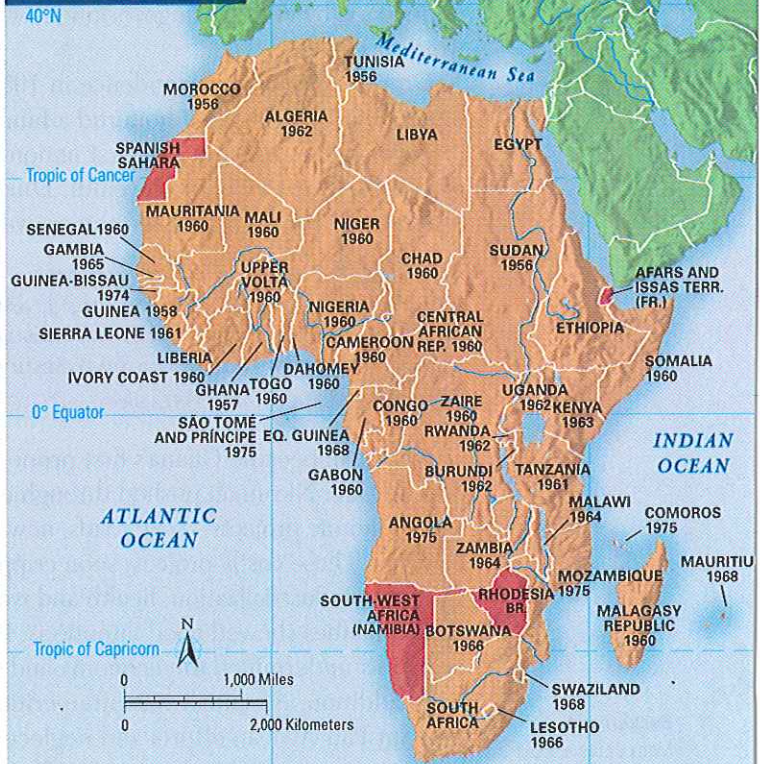 40°N
Mediterranean Sea
TUNISIA
1956
MOROCCO
1956
ALGERIA
1962
LIBYA
EGYPT
SPANISH
SAHARA
Tropic of Cancer
MAURITANIA
1960
MALI
1960
NIGER
1960
CHAD
1960
SUDAN
1956
SENEGAL1960
GAMBIA
1965
GUINEA-BISSAU
1974
GUINEA 1958
SIERRA LEONE 1961
LIBERIA
IVORY COAST 1960
GHANA
1957
TOGO
1960
DAHOMEY
1960
UPPER
VOLTA
1960
NIGERIA
1960
CAMEROON
1960
CENTRAL
AFRICAN
REP. 1960
AFARS AND
ISSAS TERR.
(FR.)
ETHIOPIA
SOMALIA
1960
0° Equator
SÃO TOMÉ
AND PRÍNCIPE
1975
EQ. GUINEA
1968
GABON
1960
CONGO
1960
ZAIRE
1960
UGANDA
1962
KENYA
1963
RWANDA
1962
BURUNDI
1962
TANZANIA
1961
INDIAN
OCEAN
ATLANTIC
OCEAN
ANGOLA
1975
ZAMBIA
1964
MALAWI
1964
COMOROS
1975
MAURITIU
1968
MOZAMBIQUE
1975
RHODESIA
BR.
MALAGASY
REPUBLIC
1960
SOUTH-WEST
AFRICA
(NAMIBIA)
BOTSWANA
1966
N
Tropic of Capricorn
0
1,000 Miles
0
2,000 Kilometers
SOUTH
AFRICA
SWAZILAND
1968
LESOTHO
1966